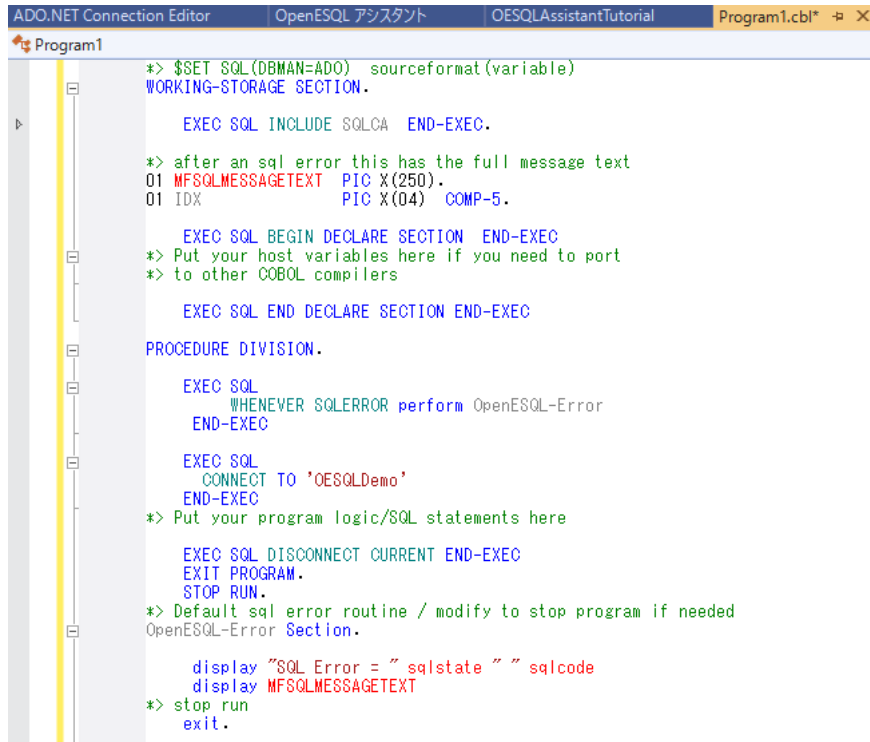 ADO.NET Connection Editor OpenESQL アシスタント OESQLAssistantTutorial Program1.cbl*
Program1
*> $SET SQL(DBMAN=ADO) sourceformat(variable)
WORKING-STORAGE SECTION.
EXEC SQL INCLUDE SQLCA END-EXEC.
*> after an sql error this has the full message text
01 MFSQLMESSAGETEXT PIC X(250).
01 IDX PIC X(04) COMP-5.
EXEC SQL BEGIN DECLARE SECTION END-EXEC
*> Put your host variables here if you need to port
*> to other COBOL compilers
EXEC SQL END DECLARE SECTION END-EXEC
PROCEDURE DIVISION.
EXEC SQL
WHENEVER SQLERROR perform OpenESQL-Error
END-EXEC
EXEC SQL
CONNECT TO 'OESQLDemo'
END-EXEC
*> Put your program logic/SQL statements here
EXEC SQL DISCONNECT CURRENT END-EXEC
EXIT PROGRAM.
STOP RUN.
*> Default sql error routine / modify to stop program if needed
OpenESQL-Error Section.
display "SQL Error = " sqlstate " " sqlcode
display MFSQLMESSAGETEXT
*> stop run
exit.